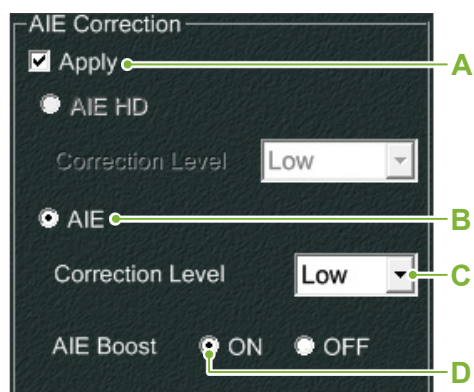 AIE Correction
Apply A
AIE HD
Correction Level Low
AIE B
Correction Level Low C
AIE Boost ON OFF
D